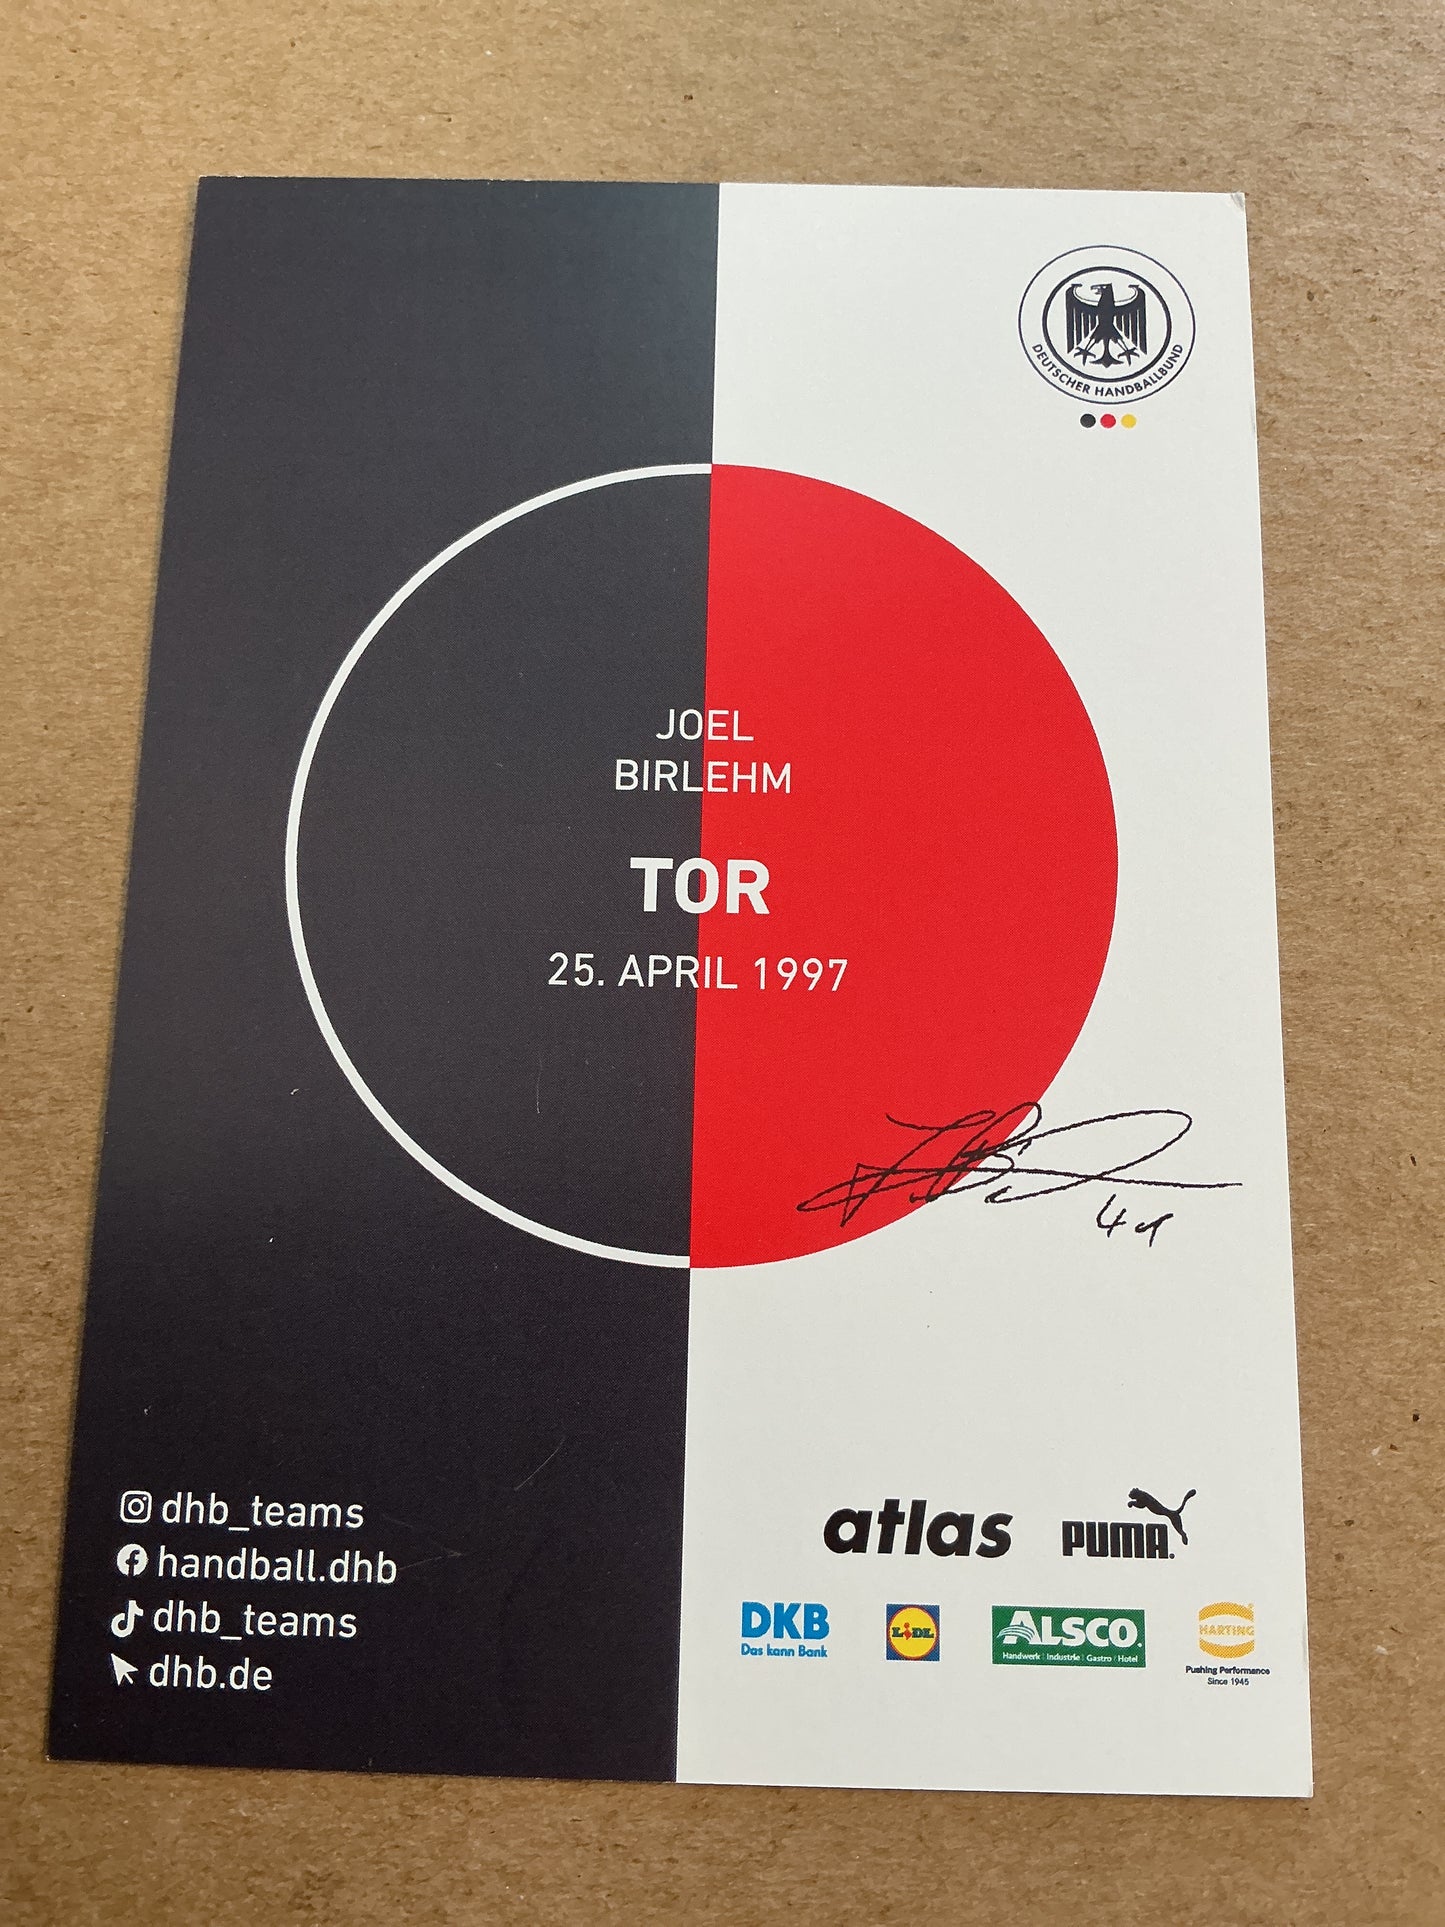 DEUTSCHER HANDBALLBUND
JOEL
BIRLEHM
TOR
25. APRIL 1997
dhb_teams
handball.dhb
dhb_teams
dhb.de
atlas
PUMA
DKB
Das kann Bank
LIDL
ALSCO.
Handwerk | Industrie | Gastro / Hotel
HARTING
Pushing Performance
Since 1945